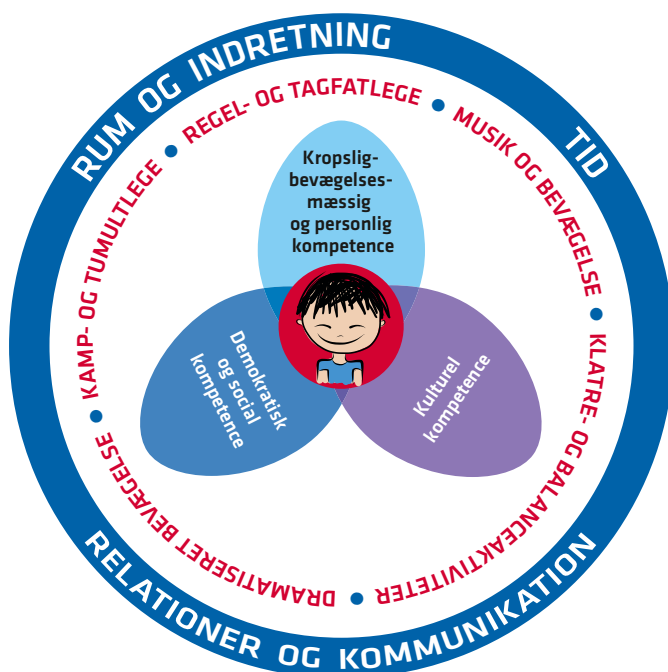 RUM OG INDRETNING
TID
RELATIONER OG KOMMUNIKATION
REGEL- OG TAGFATLEGE
MUSIK OG BEVÆGELSE
KLATRE- OG BALANCEAKTIVITETER
DRAMATISERET BEVÆGELSE
KAMP- OG TUMULTLEGE
Kropslig-
bevægelses-
mæssig
og personlig
kompetence
Demokratisk
og social
kompetence
Kulturel
kompetence